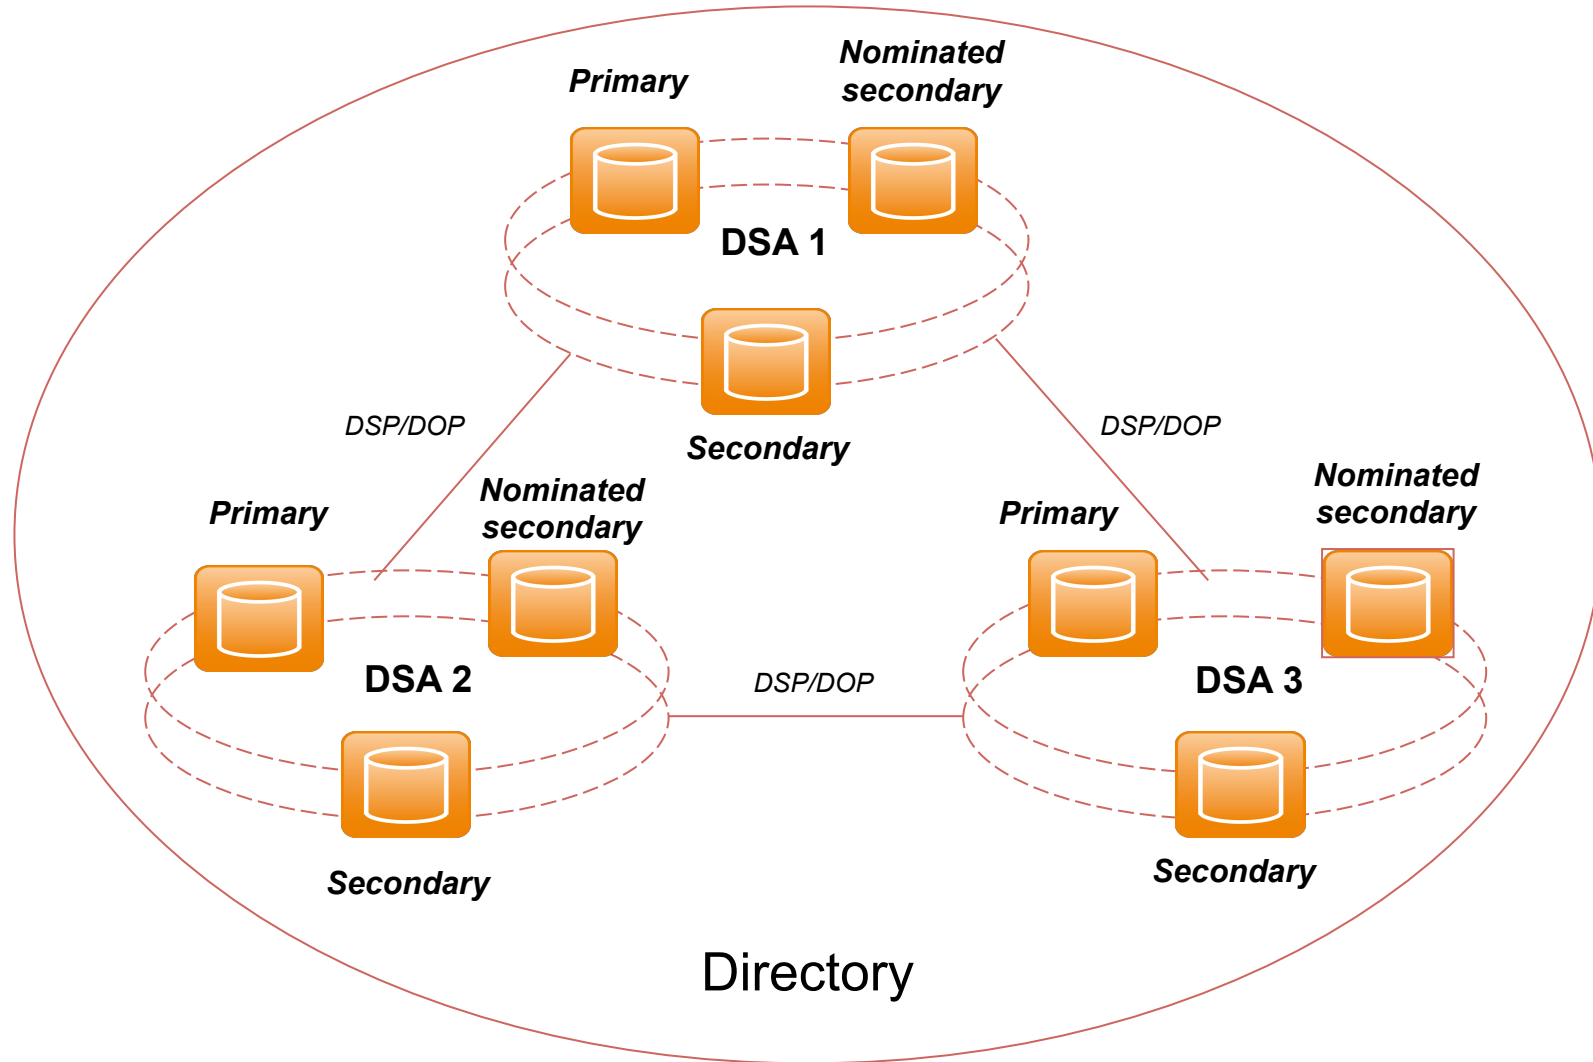 Primary
Nominated
secondary
DSA 1
Secondary
DSP/DOP
DSP/DOP
Primary
Nominated
secondary
DSA 2
Secondary
DSP/DOP
Primary
Nominated
secondary
DSA 3
Secondary
Directory